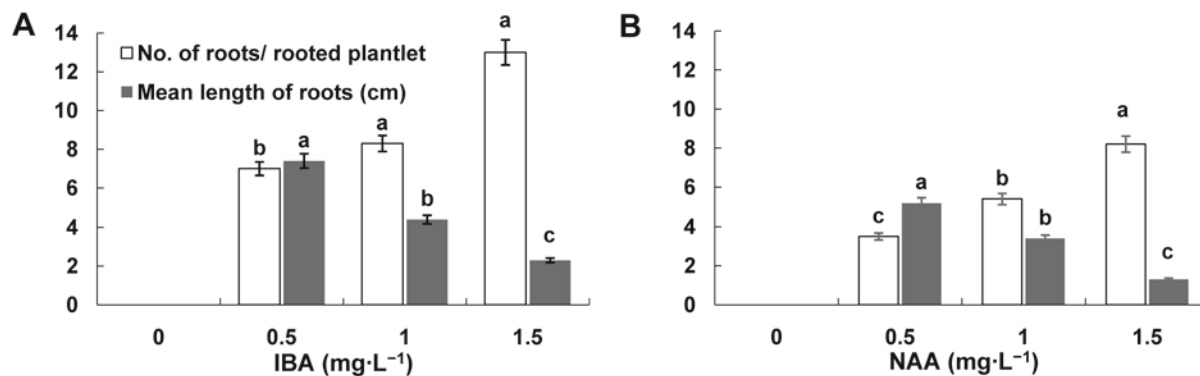 A
14
12
10
8
6
4
2
0
No. of roots/ rooted plantlet
Mean length of roots (cm)
b a a b a c
0 0.5 1 1.5
IBA (mg·L⁻¹)
B
14
12
10
8
6
4
2
0
c a b b a c
0 0.5 1 1.5
NAA (mg·L⁻¹)